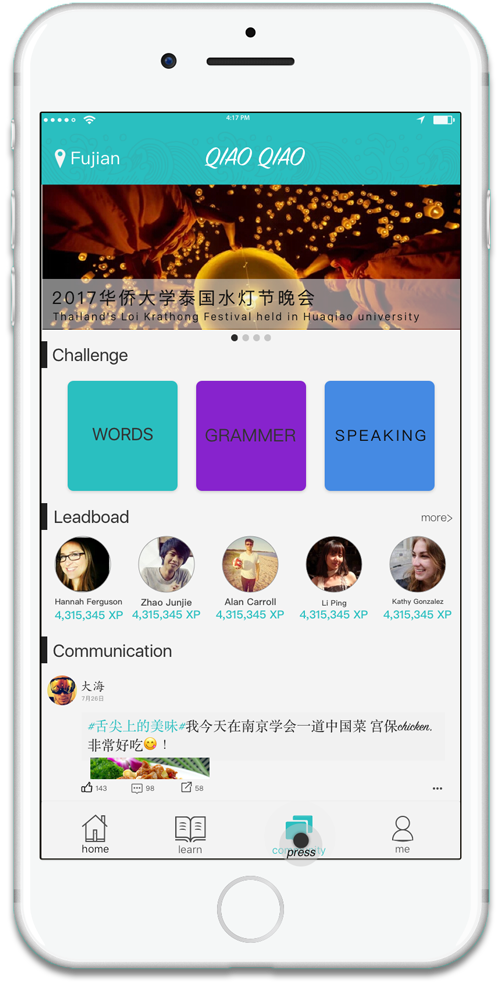 4:17 PM
Fujian
QIAO QIAO
2017华侨大学泰国水灯节晚会
Thailand's Loi Krathong Festival held in Huaqiao university
Challenge
WORDS
GRAMMER
SPEAKING
Leadboad
more>
Hannah Ferguson
Zhao Junjie
Alan Carroll
Li Ping
Kathy Gonzalez
4,315,345 XP
4,315,345 XP
4,315,345 XP
4,315,345 XP
4,315,345 XP
Communication
大海
7月26日
#舌尖上的美味#我今天在南京学会一道中国菜 宫保chicken.
非常好吃😋！
143
98
58
home
learn
press
me